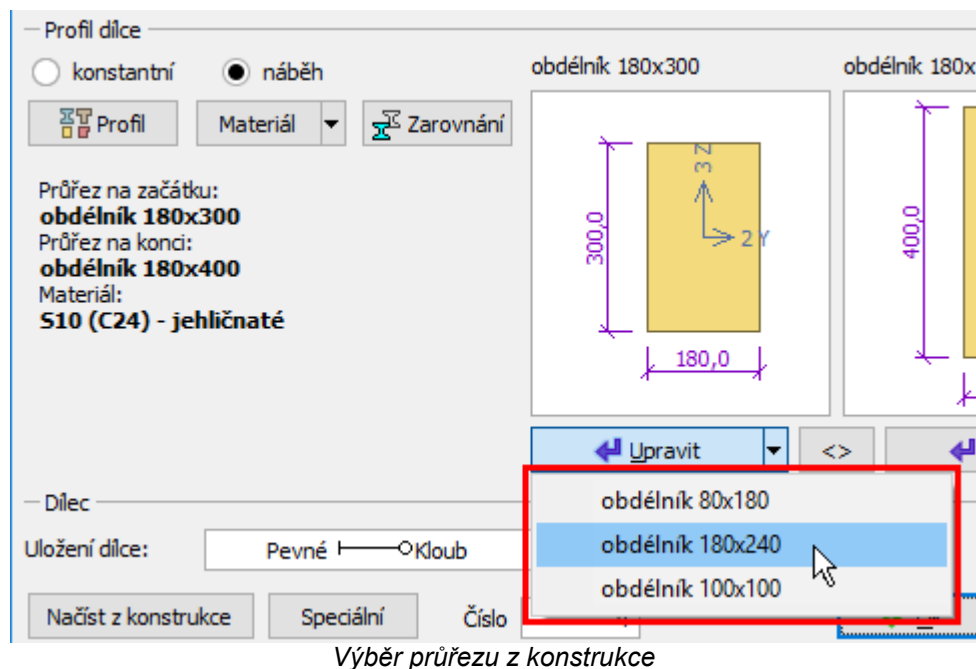 Profil dílce
konstantní náběh
obdélník 180x300
obdélník 180x
Profil Materiál Zarovnání
Průřez na začátku:
obdélník 180x300
Průřez na konci:
obdélník 180x400
Materiál:
S10 (C24) - jehličnaté
300,0
3 Z
2 Y
180,0
400,0
Upravit <>
obdélník 80x180
obdélník 180x240
obdélník 100x100
Dílec
Uložení dílce: Pevné Kloub
Načíst z konstrukce Speciální Číslo
Výběr průřezu z konstrukce